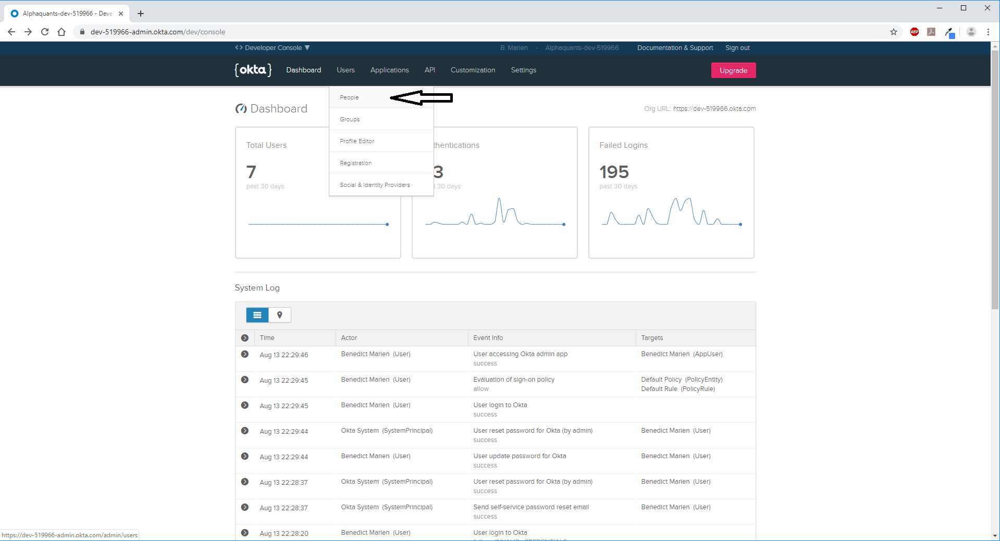 Alphaquants-dev-519966 - Deve
dev-519966-admin.okta.com/dev/console
ABP
<> Developer Console ▼
B. Marien - Alphaquants-dev-519966 Documentation & Support Sign out
{okta} Dashboard Users Applications API Customization Settings Upgrade
People
Groups
Profile Editor
Registration
Social & Identity Providers
Dashboard
Org URL: https://dev-519966.okta.com
Total Users
7
past 30 days
thentications
3
t 30 days
Failed Logins
195
past 30 days
System Log
Time Actor Event Info Targets
Aug 13 22:29:46 Benedict Marien (User) User accessing Okta admin app Benedict Marien (AppUser)
success
Aug 13 22:29:45 Benedict Marien (User) Evaluation of sign-on policy Default Policy (PolicyEntity)
allow Default Rule (PolicyRule)
Aug 13 22:29:45 Benedict Marien (User) User login to Okta
success
Aug 13 22:29:44 Okta System (SystemPrincipal) User reset password for Okta (by admin) Benedict Marien (User)
success
Aug 13 22:29:44 Benedict Marien (User) User update password for Okta Benedict Marien (User)
success
Aug 13 22:28:37 Okta System (SystemPrincipal) User reset password for Okta (by admin) Benedict Marien (User)
success
Aug 13 22:28:37 Okta System (SystemPrincipal) Send self-service password reset email Benedict Marien (User)
success
Aug 13 22:28:20 Benedict Marien (User) User login to Okta
https://dev-519966-admin.okta.com/admin/users